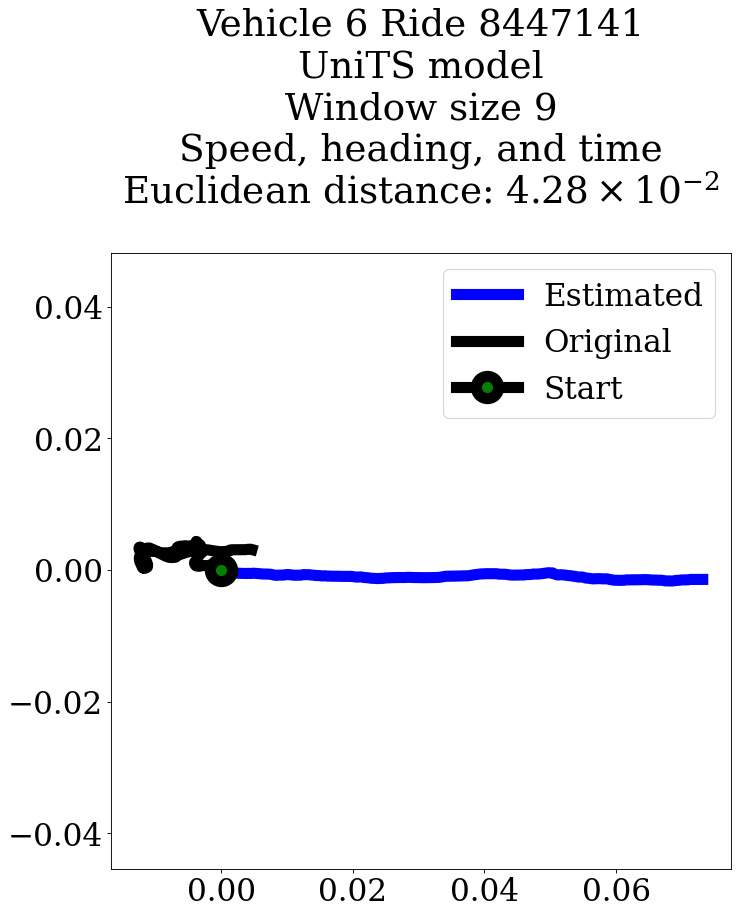 Vehicle 6 Ride 8447141
UniTS model
Window size 9
Speed, heading, and time
Euclidean distance: 4.28 × 10⁻²
Estimated
Original
Start
0.04
0.02
0.00
−0.02
−0.04
0.00 0.02 0.04 0.06